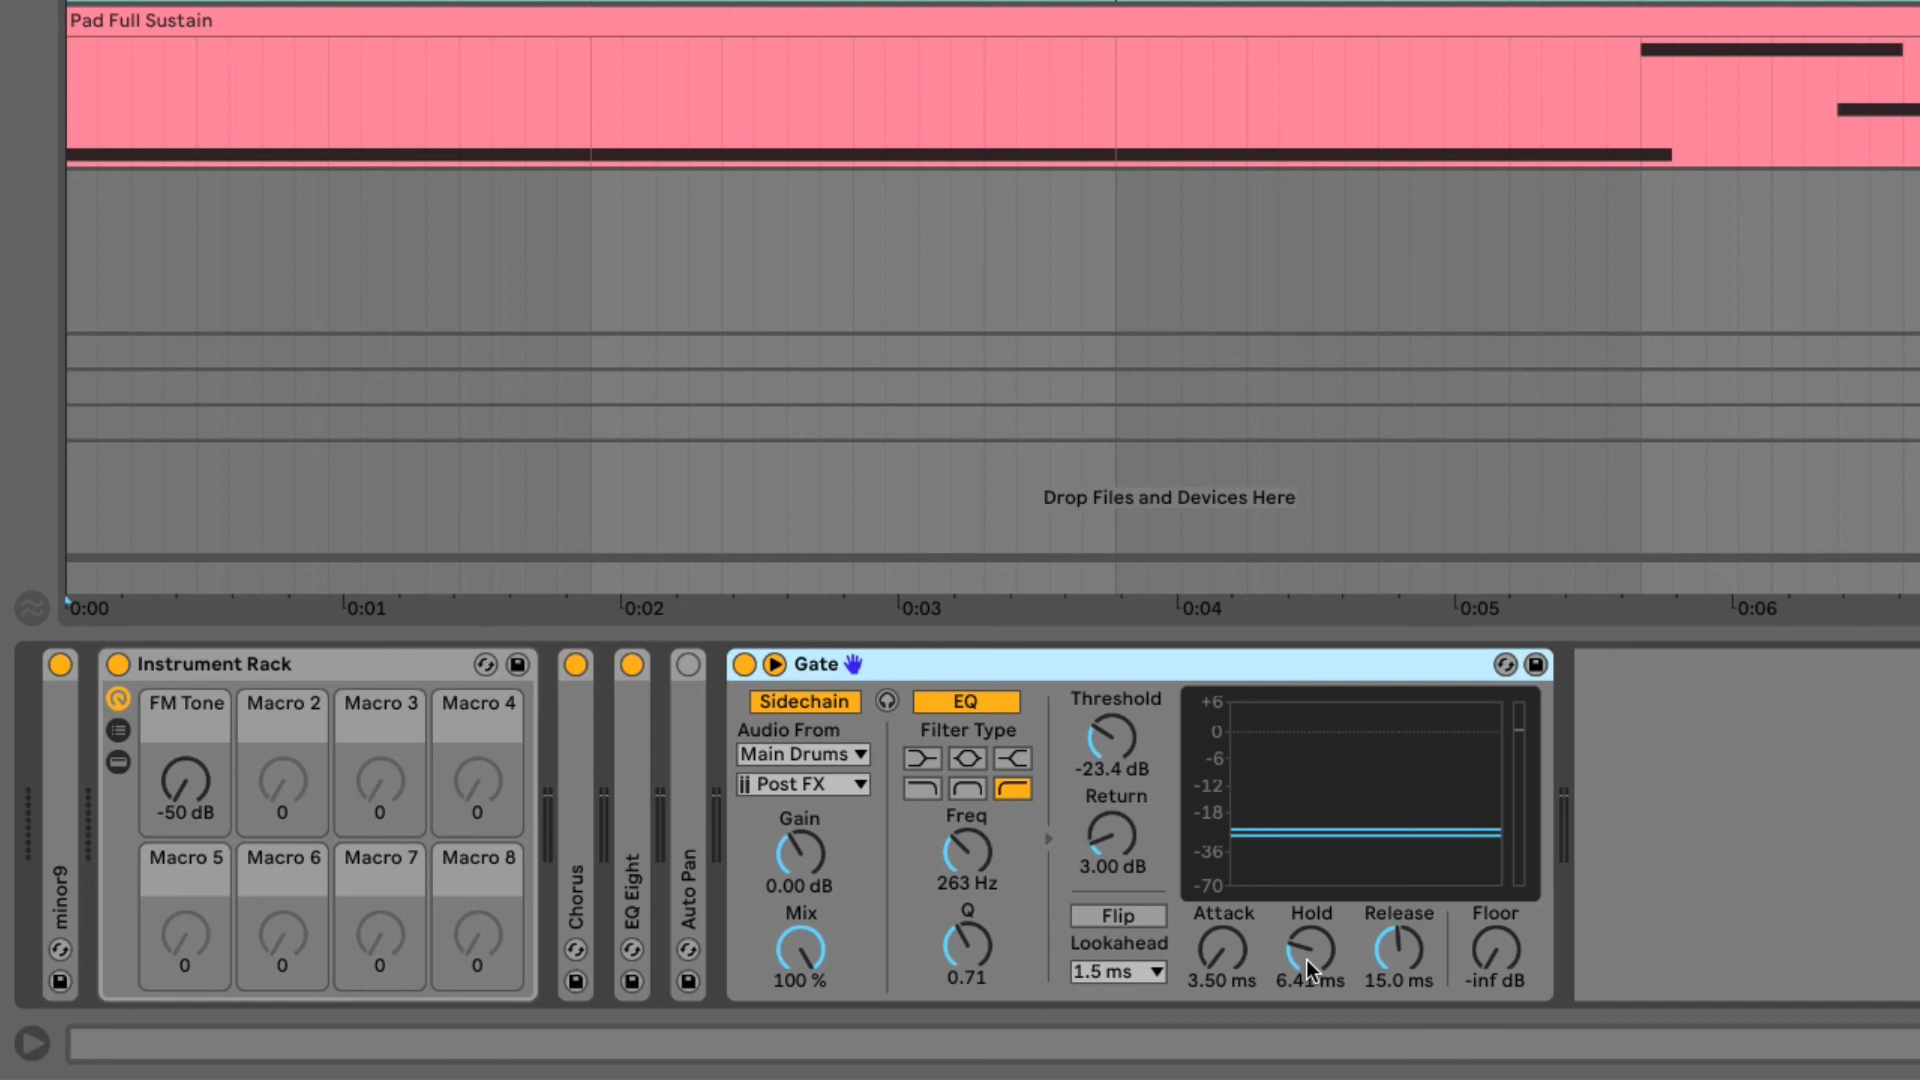 Pad Full Sustain
Drop Files and Devices Here
0:00 0:01 0:02 0:03 0:04 0:05 0:06
minor9
Instrument Rack
FM Tone Macro 2 Macro 3 Macro 4
-50 dB 0 0 0
Macro 5 Macro 6 Macro 7 Macro 8
0 0 0 0
Chorus
EQ Eight
Auto Pan
Gate
Sidechain
Audio From
Main Drums
Post FX
Gain
0.00 dB
Mix
100 %
EQ
Filter Type
Freq
263 Hz
Q
0.71
Threshold
-23.4 dB
Return
3.00 dB
Flip
Lookahead
1.5 ms
+6
0
-6
-12
-18
-36
-70
Attack Hold Release Floor
3.50 ms 15.0 ms -inf dB